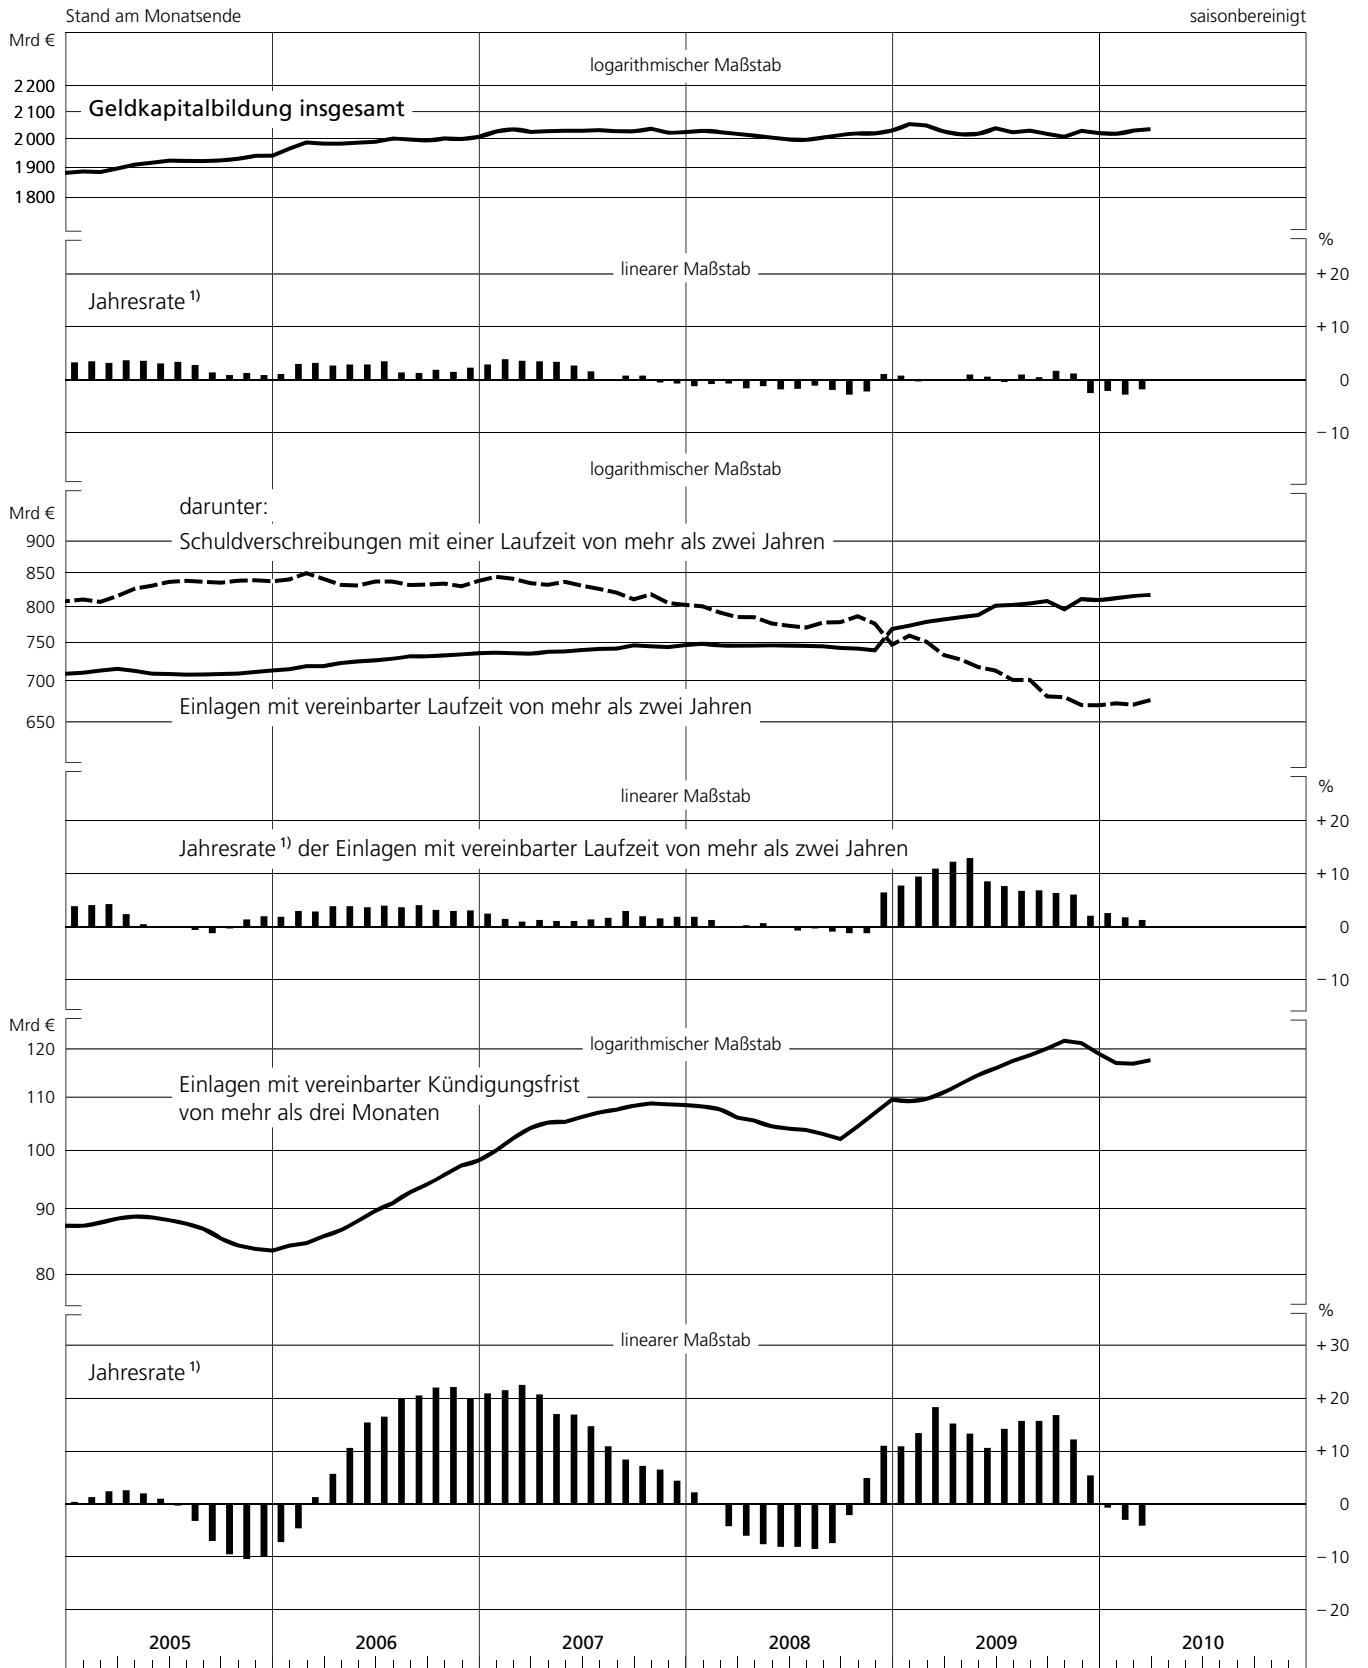 Stand am Monatsende saisonbereinigt
Mrd €
logarithmischer Maßstab
2 200
2 100 Geldkapitalbildung insgesamt
2 000
1 900
1 800
%
linearer Maßstab
+ 20
Jahresrate 1)
+ 10
0
− 10
logarithmischer Maßstab
darunter:
Mrd €
900 Schuldverschreibungen mit einer Laufzeit von mehr als zwei Jahren
850
800
750
700
Einlagen mit vereinbarter Laufzeit von mehr als zwei Jahren
650
%
linearer Maßstab
+ 20
Jahresrate 1) der Einlagen mit vereinbarter Laufzeit von mehr als zwei Jahren
+ 10
0
− 10
Mrd €
logarithmischer Maßstab
120
Einlagen mit vereinbarter Kündigungsfrist
110
von mehr als drei Monaten
100
90
80
%
linearer Maßstab
+ 30
Jahresrate 1)
+ 20
+ 10
0
− 10
− 20
2005 2006 2007 2008 2009 2010